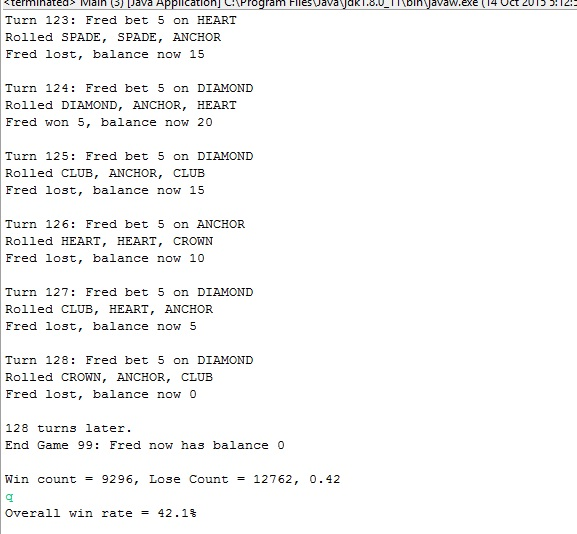 <terminated> Main (3) [Java Application] C:\Program Files\Java\jdk1.8.0_11\bin\javaw.exe (14 Oct 2015
Turn 123: Fred bet 5 on HEART
Rolled SPADE, SPADE, ANCHOR
Fred lost, balance now 15
Turn 124: Fred bet 5 on DIAMOND
Rolled DIAMOND, ANCHOR, HEART
Fred won 5, balance now 20
Turn 125: Fred bet 5 on DIAMOND
Rolled CLUB, ANCHOR, CLUB
Fred lost, balance now 15
Turn 126: Fred bet 5 on ANCHOR
Rolled HEART, HEART, CROWN
Fred lost, balance now 10
Turn 127: Fred bet 5 on DIAMOND
Rolled CLUB, HEART, ANCHOR
Fred lost, balance now 5
Turn 128: Fred bet 5 on DIAMOND
Rolled CROWN, ANCHOR, CLUB
Fred lost, balance now 0
128 turns later.
End Game 99: Fred now has balance 0
Win count = 9296, Lose Count = 12762, 0.42
q
Overall win rate = 42.1%